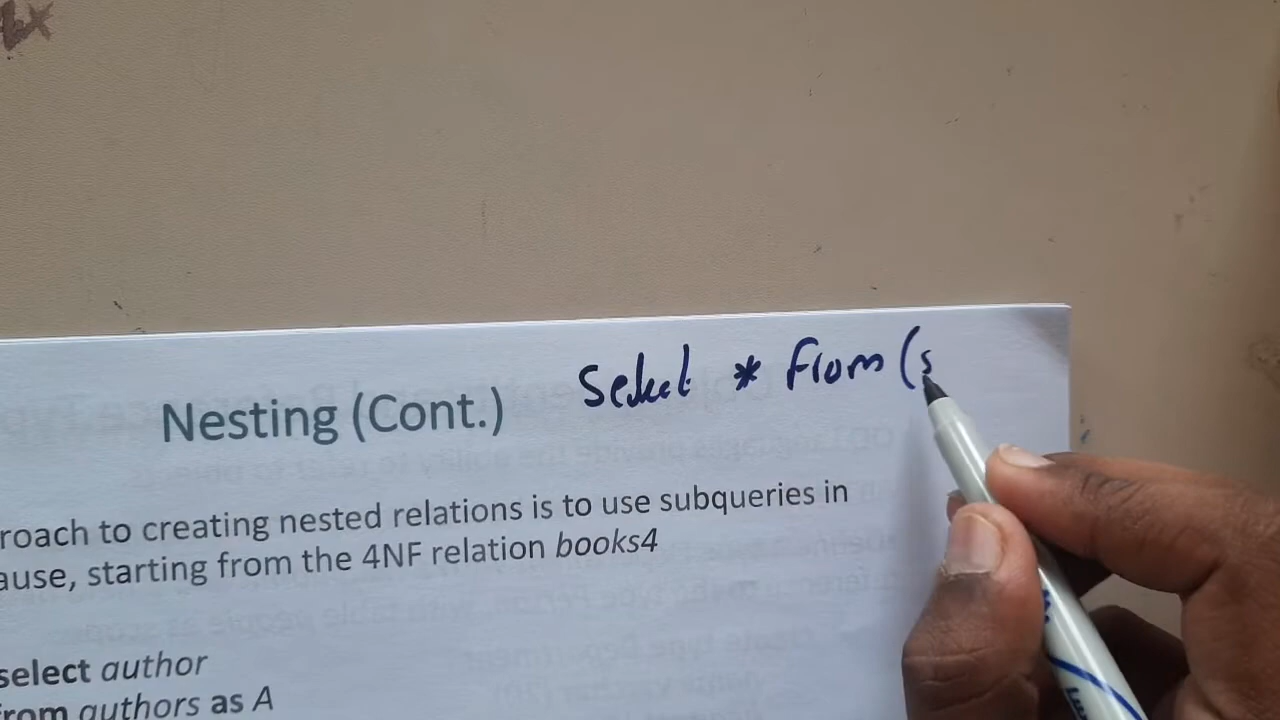 Select * From (s
Nesting (Cont.)
roach to creating nested relations is to use subqueries in
ause, starting from the 4NF relation books4
select author
from authors as A